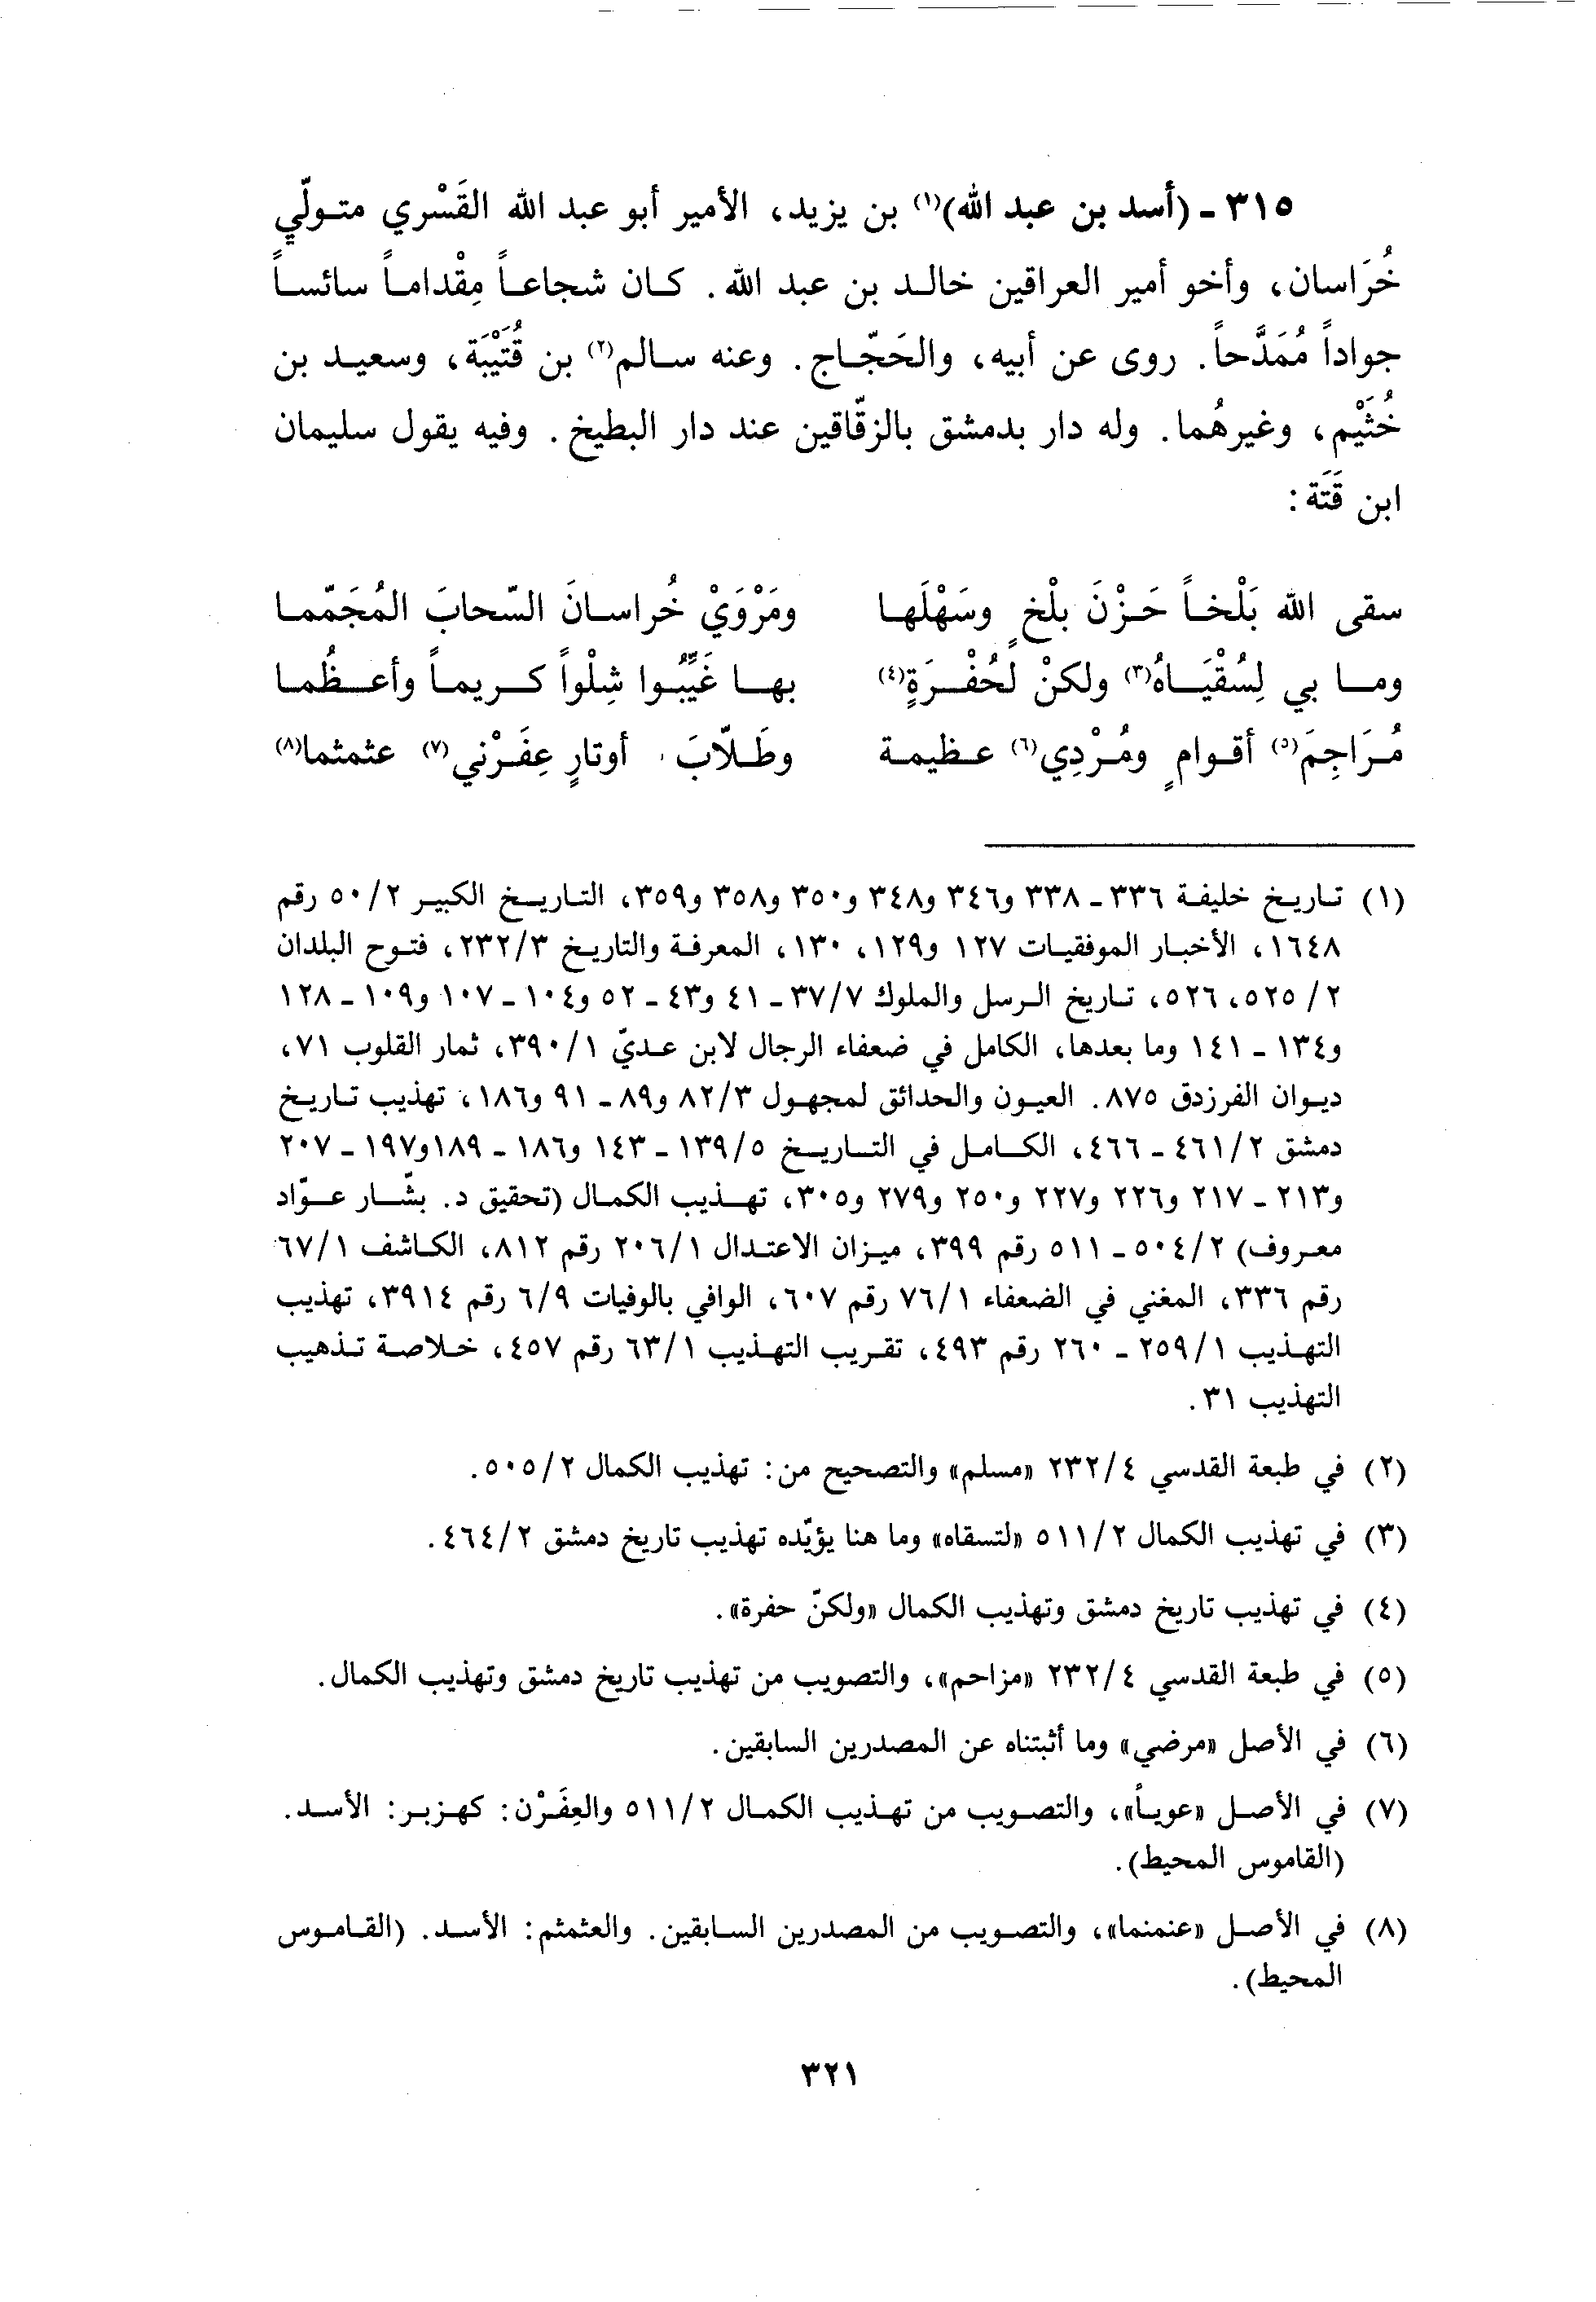 ٣١٥ - (أسد بن عبد الله)(١) بن يزيد، الأمير أبو عبد الله القَسْري متولّي
خُرَاسان، وأخو أمير العراقين خالد بن عبد الله. كان شجاعاً مِقْداماً سائساً
جواداً مُمَدَّحاً. روى عن أبيه، والحَجّاج. وعنه سالم(٢) بن قُتَيْبَة، وسعيد بن
خُثَيْم، وغيرهُما. وله دار بدمشق بالزقّاقين عند دار البطيخ. وفيه يقول سليمان
ابن قَتَة:
سقى الله بَلْخاً حَزْنَ بلْخٍ وسَهْلَها ومَرْوَيْ خُراسانَ السّحابَ المُجَمّما
وما بي لِسُقْيَاهُ(٣) ولكنْ لَحُفْرَةٍ(٤) بها غَيِّبُوا شِلْواً كريماً وأعظُما
مُرَاجِمَ(٥) أقوامٍ ومُرْدِي(٦) عظيمة وطَلّابَ أوتارٍ عِفَرْني(٧) عثمثما(٨)
(١) تاريخ خليفة ٣٣٦ - ٣٣٨ و٣٤٦ و٣٤٨ و٣٥٠ و٣٥٨ و٣٥٩، التاريخ الكبير ٥٠/٢ رقم
١٦٤٨، الأخبار الموفقيات ١٢٧ و١٢٩، ١٣٠، المعرفة والتاريخ ٢٣٢/٣، فتوح البلدان
٢/ ٥٢٥، ٥٢٦، تاريخ الرسل والملوك ٣٧/٧ - ٤١ و٤٣ - ٥٢ و١٠٤ - ١٠٧ و١٠٩ - ١٢٨
و١٣٤ - ١٤١ وما بعدها، الكامل في ضعفاء الرجال لابن عديّ ٣٩٠/١، ثمار القلوب ٧١،
ديوان الفرزدق ٨٧٥. العيون والحدائق لمجهول ٨٢/٣ و٨٩ - ٩١ و١٨٦، تهذيب تاريخ
دمشق ٤٦١/٢ - ٤٦٦، الكامل في التاريخ ١٣٩/٥ - ١٤٣ و١٨٦ - ١٨٩و١٩٧ - ٢٠٧
و٢١٣ - ٢١٧ و٢٢٦ و٢٢٧ و٢٥٠ و٢٧٩ و٣٠٥، تهذيب الكمال (تحقيق د. بشّار عوّاد
معروف) ٥٠٤/٢ - ٥١١ رقم ٣٩٩، ميزان الاعتدال ٢٠٦/١ رقم ٨١٢، الكاشف ٦٧/١
رقم ٣٣٦، المغني في الضعفاء ٧٦/١ رقم ٦٠٧، الوافي بالوفيات ٦/٩ رقم ٣٩١٤، تهذيب
التهذيب ٢٥٩/١ - ٢٦٠ رقم ٤٩٣، تقريب التهذيب ٦٣/١ رقم ٤٥٧، خلاصة تذهيب
التهذيب ٣١.
(٢) في طبعة القدسي ٢٣٢/٤ «مسلم» والتصحيح من: تهذيب الكمال ٥٠٥/٢.
(٣) في تهذيب الكمال ٥١١/٢ «لتسقاه» وما هنا يؤيّده تهذيب تاريخ دمشق ٤٦٤/٢.
(٤) في تهذيب تاريخ دمشق وتهذيب الكمال «ولكنّ حفرة».
(٥) في طبعة القدسي ٢٣٢/٤ «مزاحم»، والتصويب من تهذيب تاريخ دمشق وتهذيب الكمال.
(٦) في الأصل «مرضي» وما أثبتناه عن المصدرين السابقين.
(٧) في الأصل «عوياً»، والتصويب من تهذيب الكمال ٥١١/٢ والعِفَرْن: كهزبر: الأسد.
(القاموس المحيط).
(٨) في الأصل «عنمنما»، والتصويب من المصدرين السابقين. والعثمثم: الأسد. (القاموس
المحيط).
٣٢١